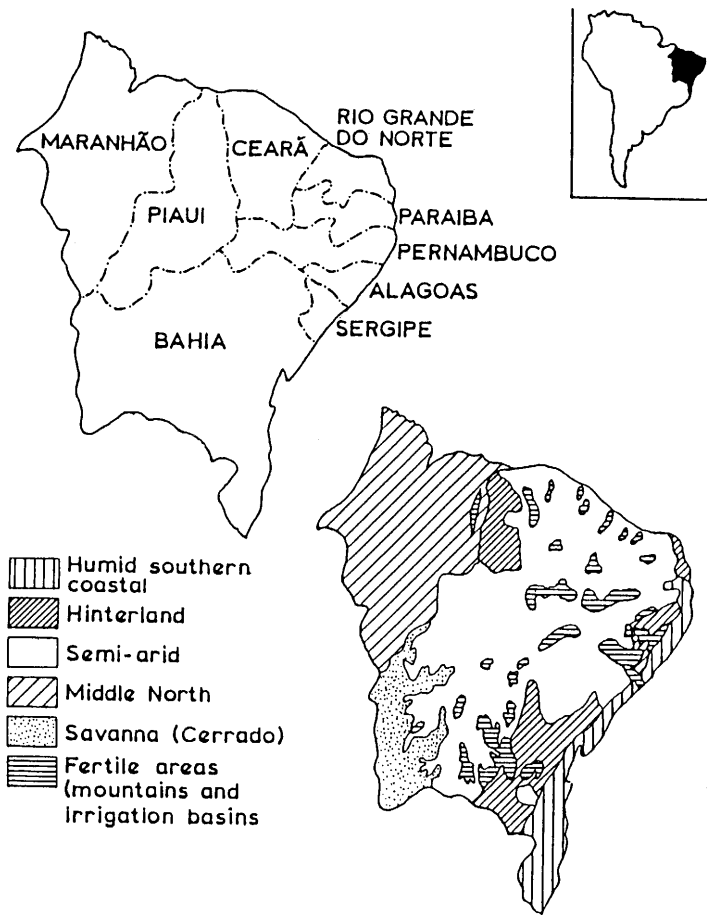 MARANHÃO
CEARÃ
RIO GRANDE
DO NORTE
PIAUI
PARAIBA
PERNAMBUCO
ALAGOAS
SERGIPE
BAHIA
Humid southern
coastal
Hinterland
Semi-arid
Middle North
Savanna (Cerrado)
Fertile areas
(mountains and
irrigation basins